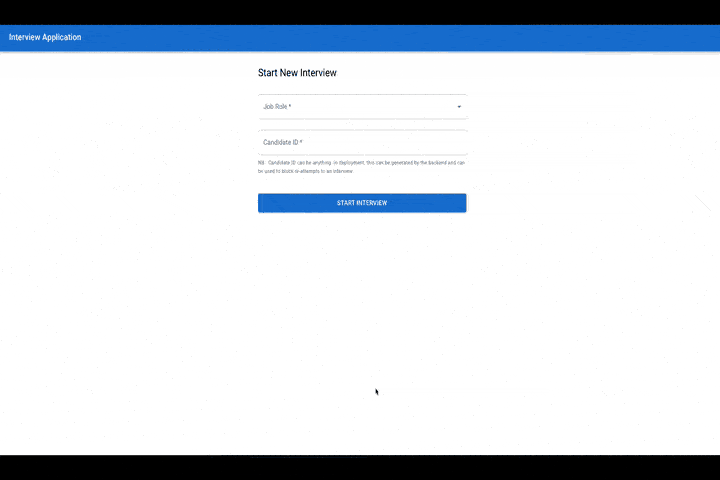 Interview Application
Start New Interview
Job Role *
Candidate ID *
NB: Candidate ID can be anything. In deployment, this can be generated by the backend and can
be used to block re-attempts to an interview
START INTERVIEW